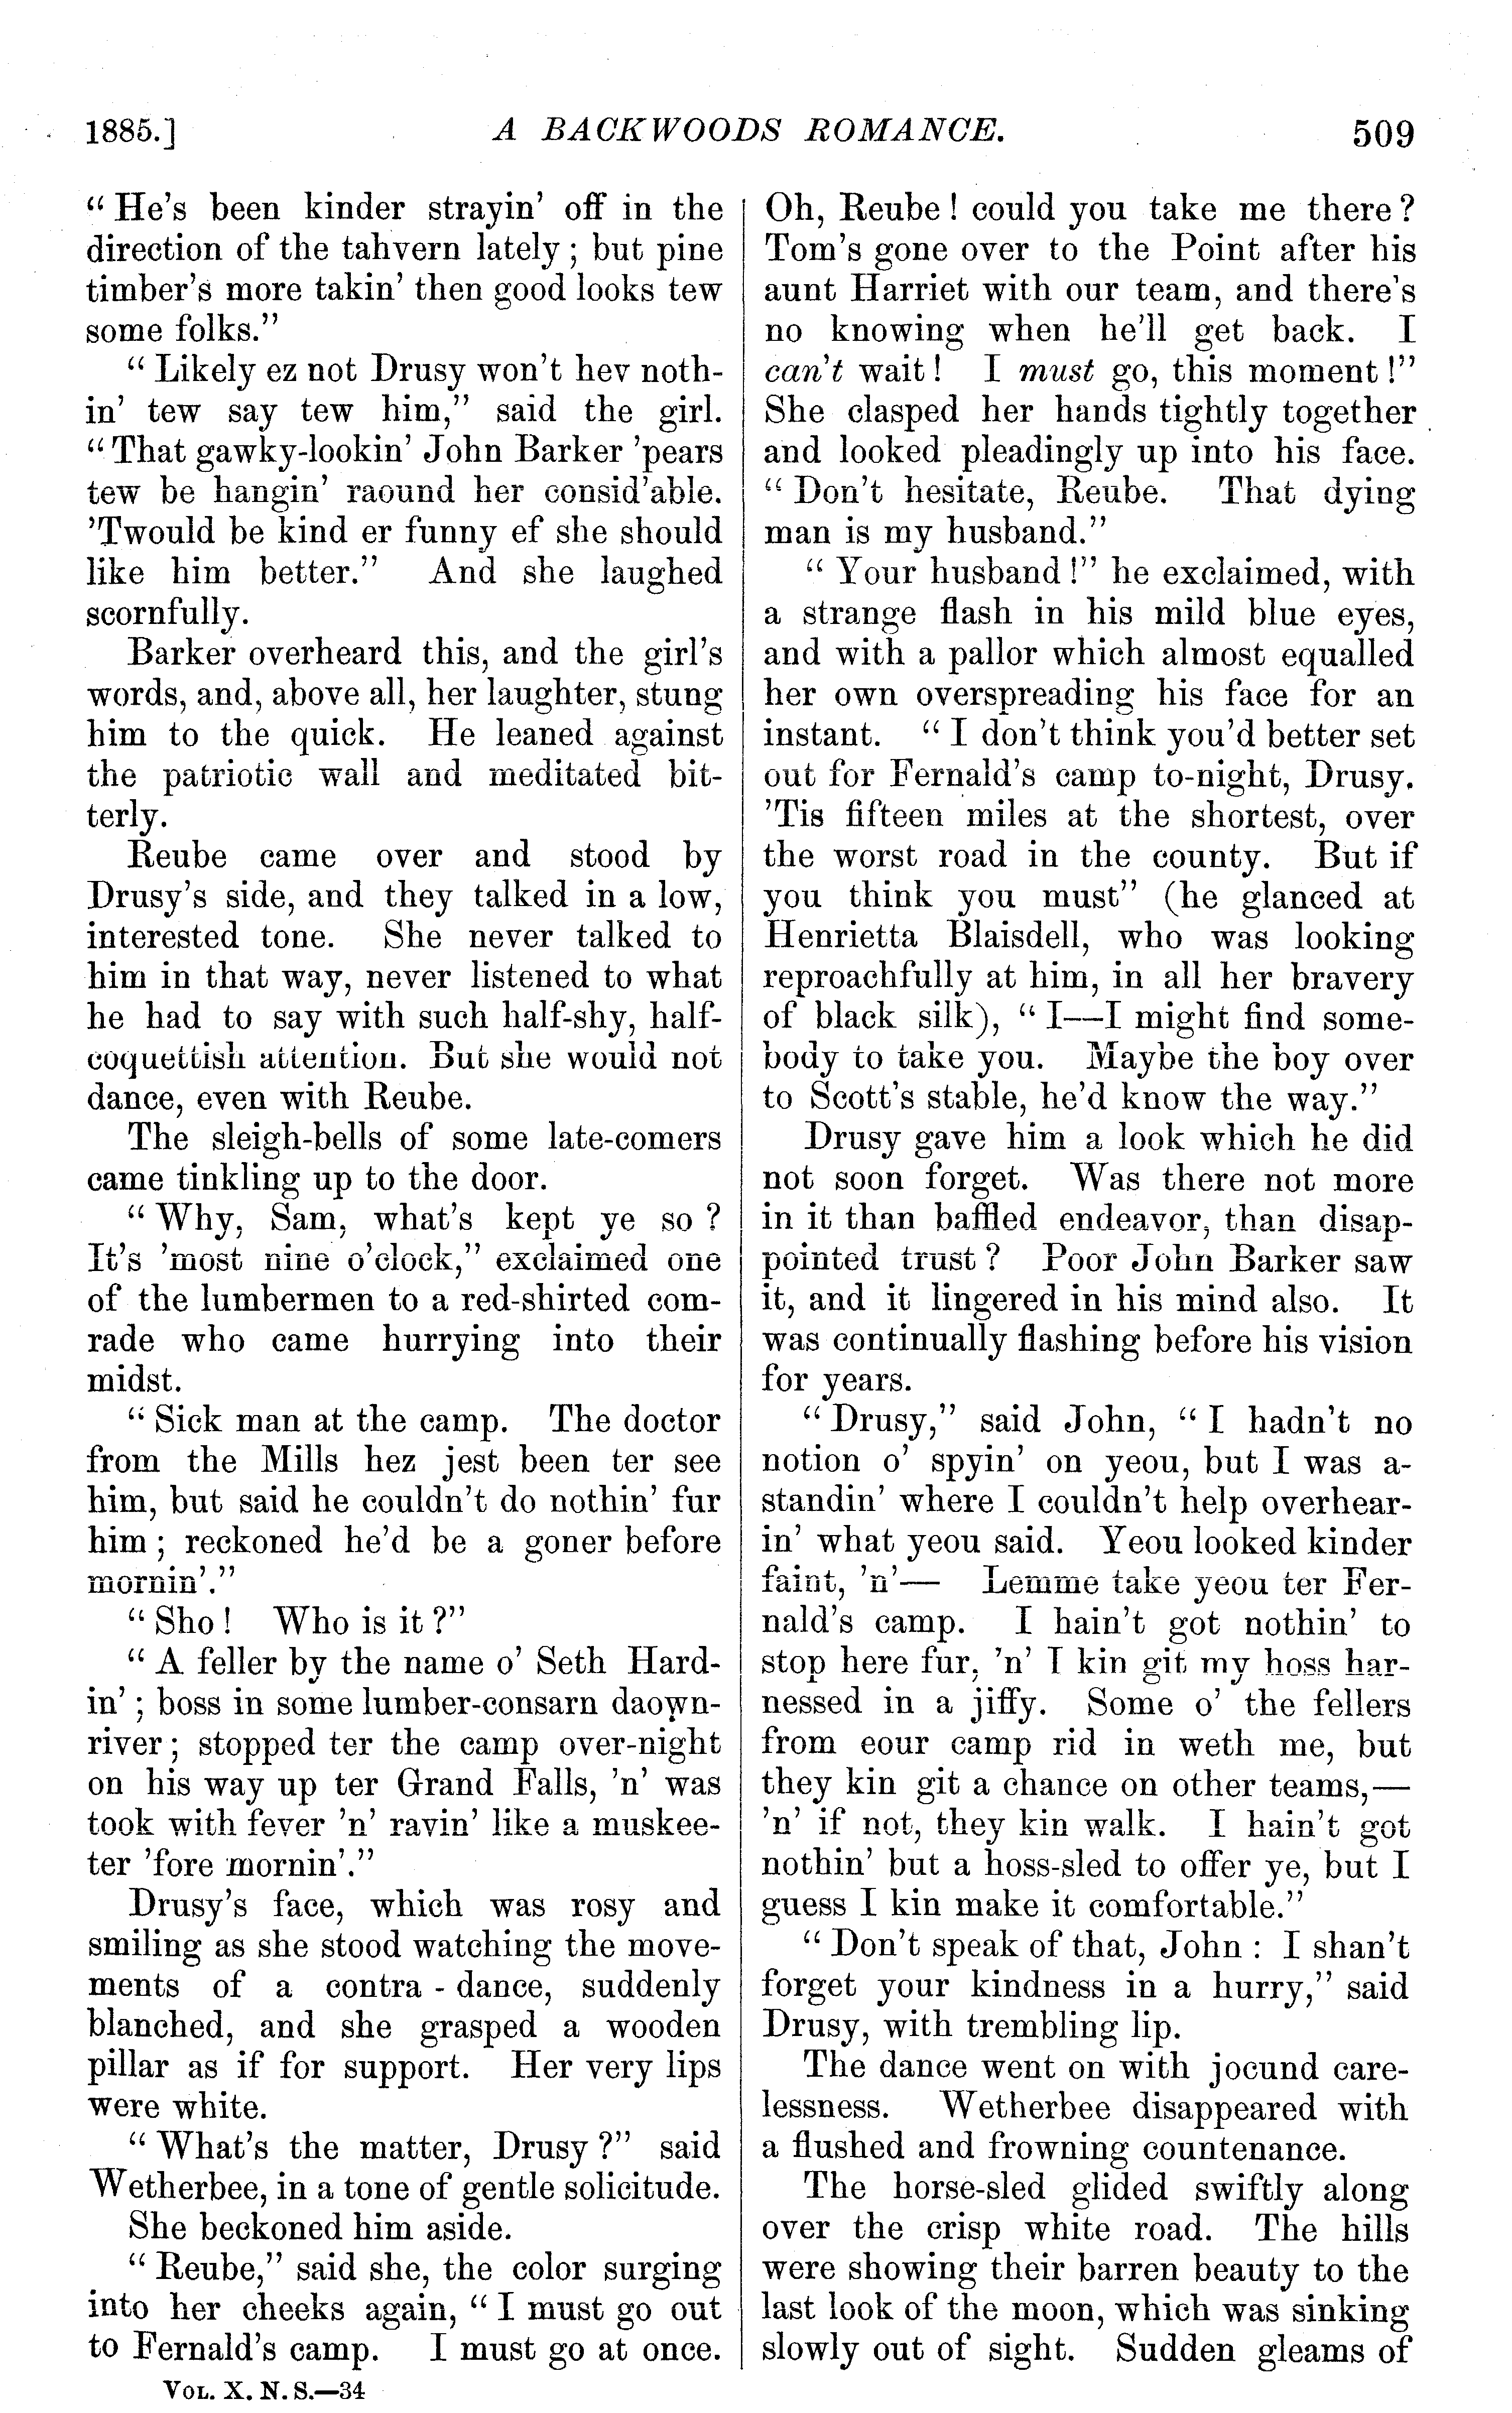 1885.] A BACKWOODS ROMANCE. 509
“ He’s been kinder strayin’ off in the
direction of the tahvern lately ; but pine
timber’s more takin’ then good looks tew
some folks.”
“ Likely ez not Drusy won’t hev noth-
in’ tew say tew him,” said the girl.
“ That gawky-lookin’ John Barker ’pears
tew be hangin’ raound her consid’able.
’Twould be kind er funny ef she should
like him better.” And she laughed
scornfully.
Barker overheard this, and the girl’s
words, and, above all, her laughter, stung
him to the quick. He leaned against
the patriotic wall and meditated bit-
terly.
Reube came over and stood by
Drusy’s side, and they talked in a low,
interested tone. She never talked to
him in that way, never listened to what
he had to say with such half-shy, half-
coquettish attention. But she would not
dance, even with Reube.
The sleigh-bells of some late-comers
came tinkling up to the door.
“ Why, Sam, what’s kept ye so ?
It’s ’most nine o’clock,” exclaimed one
of the lumbermen to a red-shirted com-
rade who came hurrying into their
midst.
“ Sick man at the camp. The doctor
from the Mills hez jest been ter see
him, but said he couldn’t do nothin’ fur
him ; reckoned he’d be a goner before
mornin’.”
“ Sho ! Who is it ?”
“ A feller by the name o’ Seth Hard-
in’ ; boss in some lumber-consarn daown-
river ; stopped ter the camp over-night
on his way up ter Grand Falls, ’n’ was
took with fever ’n’ ravin’ like a muskee-
ter ’fore mornin’.”
Drusy’s face, which was rosy and
smiling as she stood watching the move-
ments of a contra - dance, suddenly
blanched, and she grasped a wooden
pillar as if for support. Her very lips
were white.
“ What’s the matter, Drusy ?” said
Wetherbee, in a tone of gentle solicitude.
She beckoned him aside.
“ Reube,” said she, the color surging
into her cheeks again, “ I must go out
to Fernald’s camp. I must go at once.
VOL. X. N. S.—34
Oh, Reube ! could you take me there ?
Tom’s gone over to the Point after his
aunt Harriet with our team, and there’s
no knowing when he’ll get back. I
can’t wait ! I must go, this moment !”
She clasped her hands tightly together
and looked pleadingly up into his face.
“ Don’t hesitate, Reube. That dying
man is my husband.”
“ Your husband !” he exclaimed, with
a strange flash in his mild blue eyes,
and with a pallor which almost equalled
her own overspreading his face for an
instant. “ I don’t think you’d better set
out for Fernald’s camp to-night, Drusy.
’Tis fifteen miles at the shortest, over
the worst road in the county. But if
you think you must” (he glanced at
Henrietta Blaisdell, who was looking
reproachfully at him, in all her bravery
of black silk), “ I—I might find some-
body to take you. Maybe the boy over
to Scott’s stable, he’d know the way.”
Drusy gave him a look which he did
not soon forget. Was there not more
in it than baffled endeavor, than disap-
pointed trust ? Poor John Barker saw
it, and it lingered in his mind also. It
was continually flashing before his vision
for years.
“ Drusy,” said John, “ I hadn’t no
notion o’ spyin’ on yeou, but I was a-
standin’ where I couldn’t help overhear-
in’ what yeou said. Yeou looked kinder
faint, ’n’— Lemme take yeou ter Fer-
nald’s camp. I hain’t got nothin’ to
stop here fur, ’n’ I kin git my hoss har-
nessed in a jiffy. Some o’ the fellers
from eour camp rid in weth me, but
they kin git a chance on other teams,—
’n’ if not, they kin walk. I hain’t got
nothin’ but a hoss-sled to offer ye, but I
guess I kin make it comfortable.”
“ Don’t speak of that, John : I shan’t
forget your kindness in a hurry,” said
Drusy, with trembling lip.
The dance went on with jocund care-
lessness. Wetherbee disappeared with
a flushed and frowning countenance.
The horse-sled glided swiftly along
over the crisp white road. The hills
were showing their barren beauty to the
last look of the moon, which was sinking
slowly out of sight. Sudden gleams of